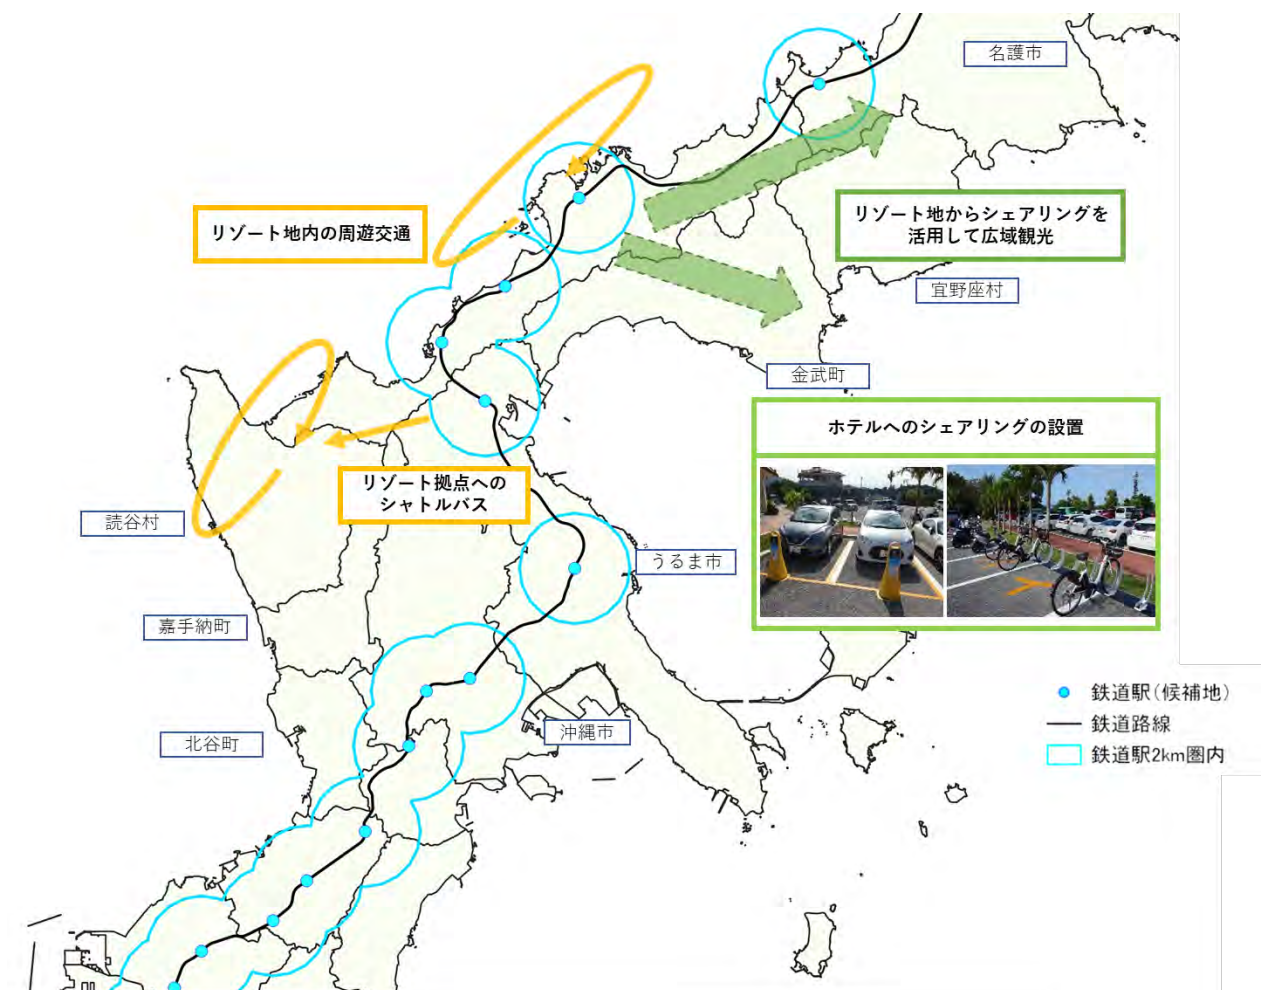 名護市
リゾート地内の周遊交通
リゾート地からシェアリングを
活用して広域観光
宜野座村
金武町
ホテルへのシェアリングの設置
リゾート拠点への
シャトルバス
読谷村
うるま市
嘉手納町
北谷町
沖縄市
鉄道駅(候補地)
鉄道路線
鉄道駅2km圏内